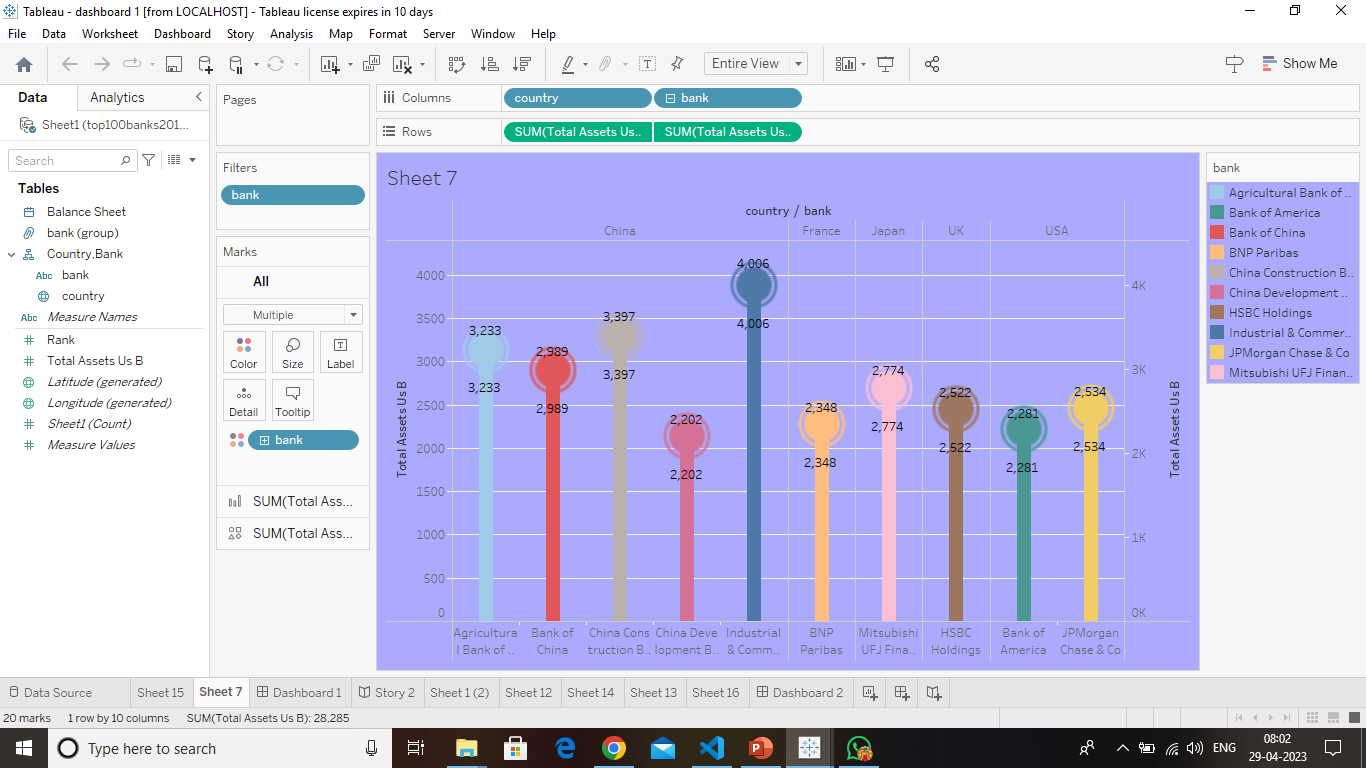 Tableau - dashboard 1 [from LOCALHOST] - Tableau license expires in 10 days
File Data Worksheet Dashboard Story Analysis Map Format Server Window Help
Entire View
Show Me
Data Analytics
Sheet1 (top100banks201...
Search
Tables
Balance Sheet
bank (group)
Country,Bank
Abc bank
country
Abc Measure Names
Rank
Total Assets Us B
Latitude (generated)
Longitude (generated)
Sheet1 (Count)
Measure Values
Pages
Filters
bank
Marks
All
Multiple
Color Size Label
Detail Tooltip
bank
SUM(Total Ass...
SUM(Total Ass...
Columns country bank
Rows SUM(Total Assets Us.. SUM(Total Assets Us..
Sheet 7
country / bank
China France Japan UK USA
Total Assets Us B
4000
3500
3000
2500
2000
1500
1000
500
0
3,233
3,233
2,989
2,989
3,397
3,397
2,202
2,202
4,006
4,006
2,348
2,348
2,774
2,774
2,522
2,522
2,281
2,281
2,534
2,534
4K
3K
2K
1K
0K
Total Assets Us B
Agricultura
l Bank of ..
Bank of
China
China Cons
truction B..
China Deve
lopment B..
Industrial
& Comm..
BNP
Paribas
Mitsubishi
UFJ Fina..
HSBC
Holdings
Bank of
America
JPMorgan
Chase & Co
bank
Agricultural Bank of ..
Bank of America
Bank of China
BNP Paribas
China Construction B..
China Development ..
HSBC Holdings
Industrial & Commer..
JPMorgan Chase & Co
Mitsubishi UFJ Finan..
Data Source Sheet 15 Sheet 7 Dashboard 1 Story 2 Sheet 1 (2) Sheet 12 Sheet 14 Sheet 13 Sheet 16 Dashboard 2
20 marks 1 row by 10 columns SUM(Total Assets Us B): 28,285
Type here to search
ENG
08:02
29-04-2023